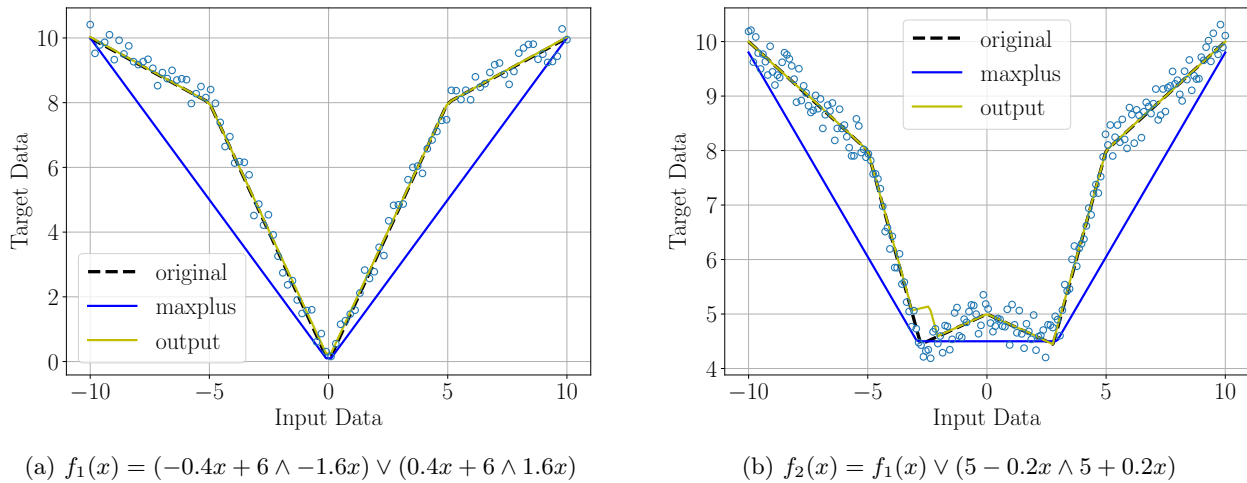 10
8
6
4
2
0
−10
−5
0
5
10
Target Data
Input Data
original
maxplus
output
10
9
8
7
6
5
4
−10
−5
0
5
10
Target Data
Input Data
original
maxplus
output
(a) f₁(x) = (−0.4x + 6 ∧ −1.6x) ∨ (0.4x + 6 ∧ 1.6x)
(b) f₂(x) = f₁(x) ∨ (5 − 0.2x ∧ 5 + 0.2x)